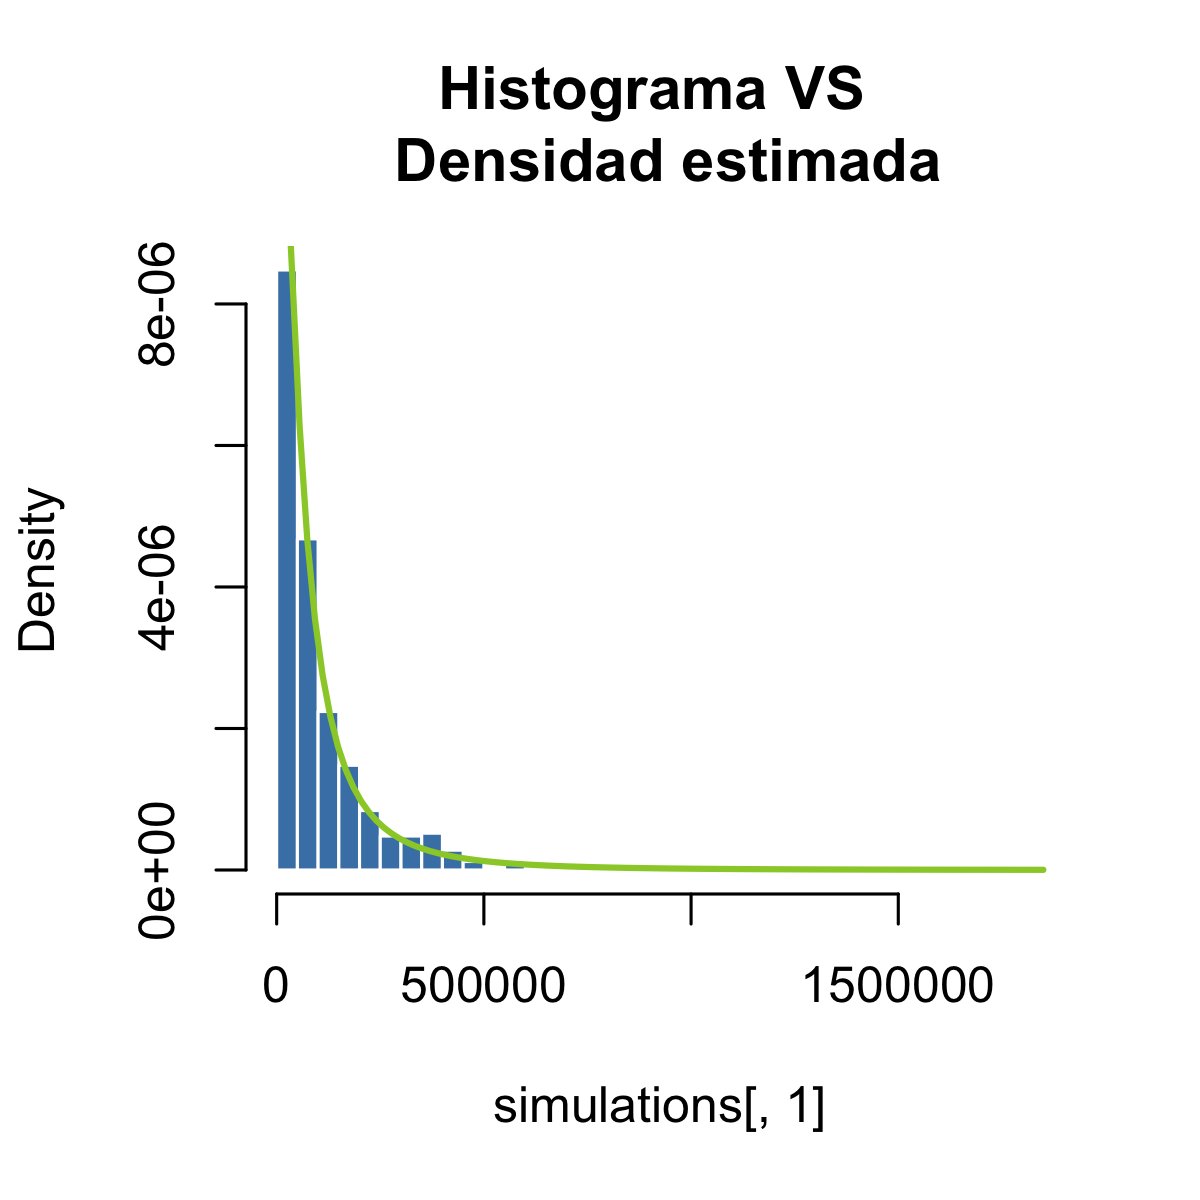 Histograma VS
Densidad estimada
Density
8e-06
4e-06
0e+00
0
500000
1500000
simulations[, 1]